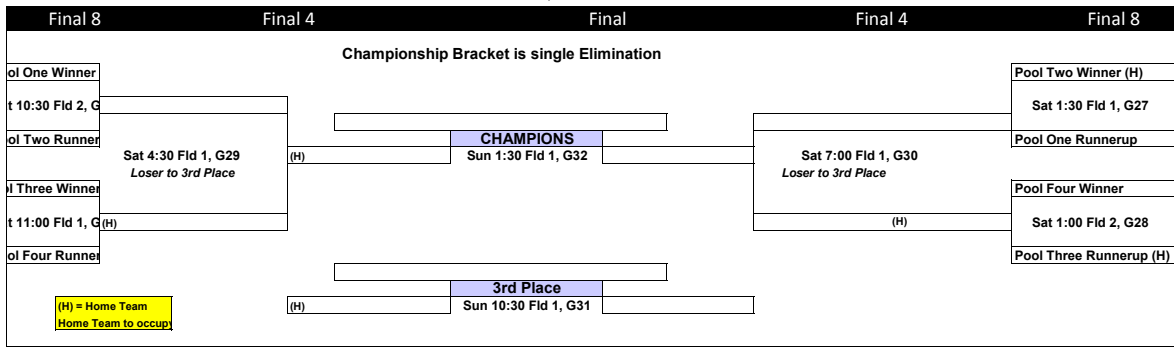 Final 8 Final 4 Final Final 4 Final 8
Championship Bracket is single Elimination
ol One Winner
Pool Two Winner (H)
t 10:30 Fld 2, G
Sat 1:30 Fld 1, G27
ol Two Runner
CHAMPIONS
Pool One Runnerup
Sat 4:30 Fld 1, G29
(H)
Sun 1:30 Fld 1, G32
Sat 7:00 Fld 1, G30
Loser to 3rd Place
Loser to 3rd Place
ol Three Winner
Pool Four Winner
t 11:00 Fld 1, G
(H)
(H)
Sat 1:00 Fld 2, G28
ol Four Runner
Pool Three Runnerup (H)
3rd Place
(H) = Home Team
(H)
Sun 10:30 Fld 1, G31
Home Team to occupy